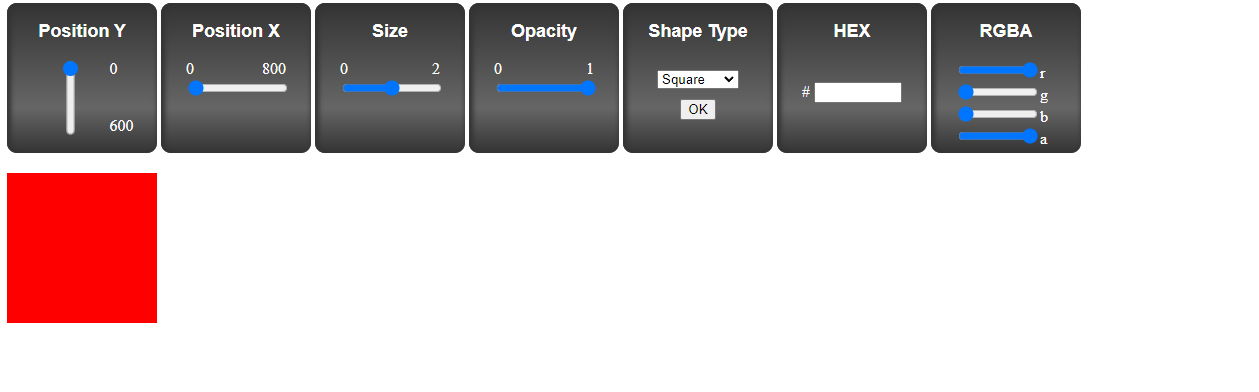 Position Y
0
600
Position X
0 800
Size
0 2
Opacity
0 1
Shape Type
Square
OK
HEX
#
RGBA
r
g
b
a